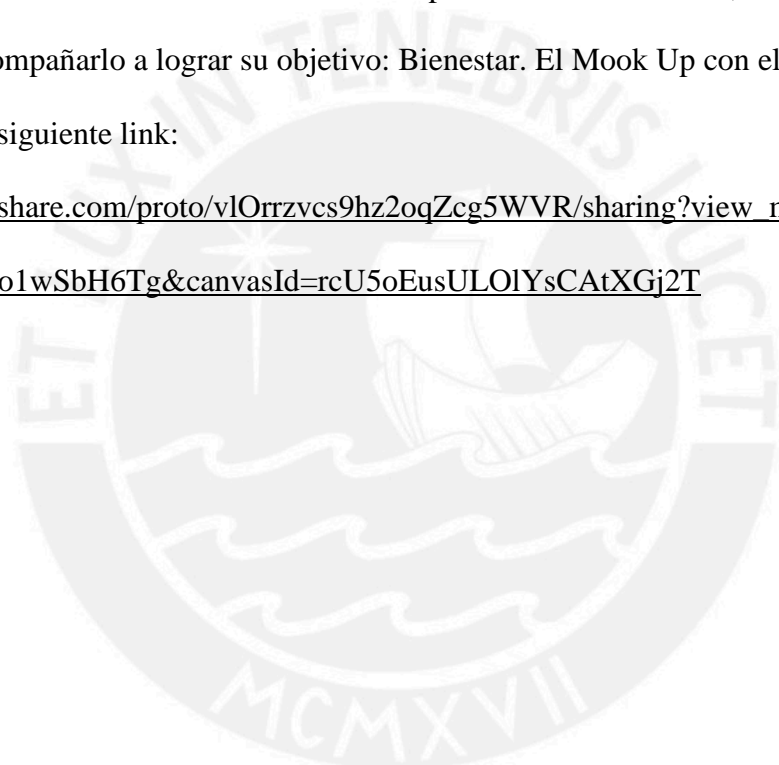 ompañarlo a lograr su objetivo: Bienestar. El Mook Up con el
siguiente link:
share.com/proto/vlOrrzvcs9hz2oqZcg5WVR/sharing?view_
o1wSbH6Tg&canvasId=rcU5oEusULOlYsCAtXGj2T
ET LUX IN TENEBRIS LUCET
MCMXVII